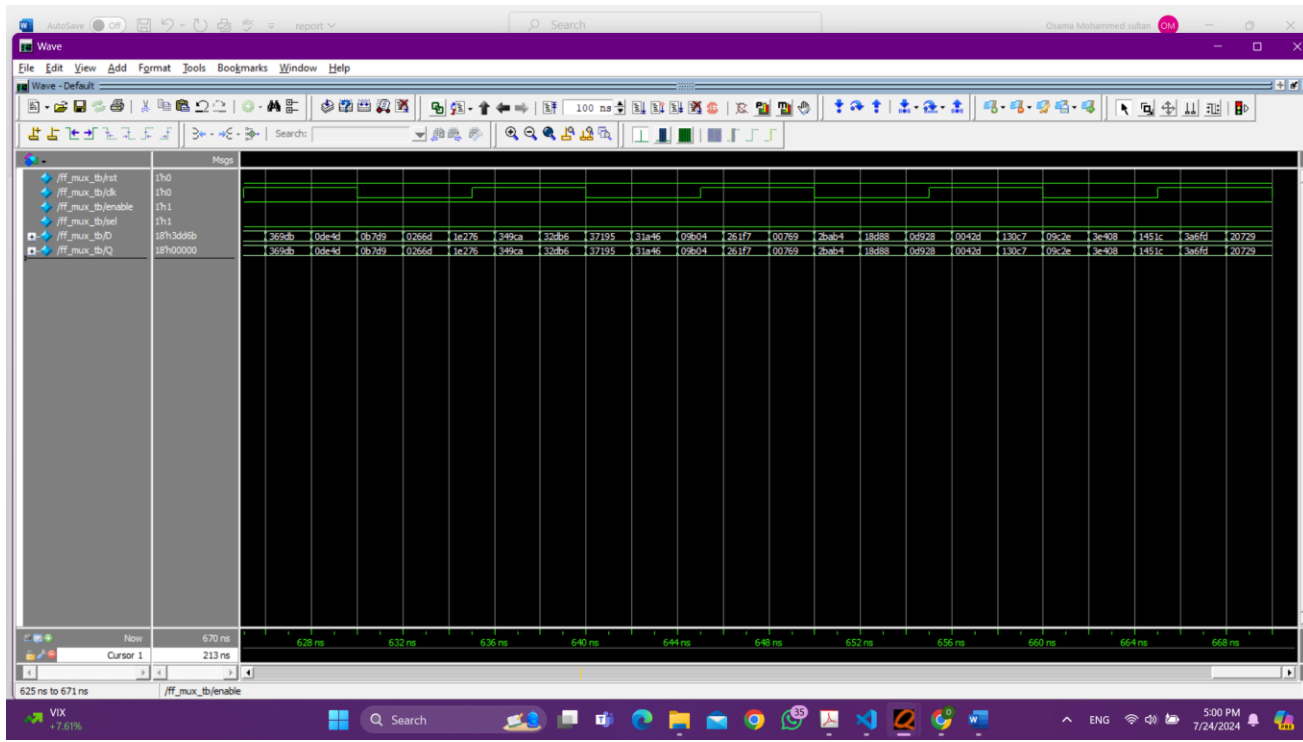 AutoSave Off report Search Osama Mohammed sultan OM
Wave
File Edit View Add Format Tools Bookmarks Window Help
Wave - Default
100 ns
Search:
Msgs
/ff_mux_tb/rst 1'h0
/ff_mux_tb/clk 1'h0
/ff_mux_tb/enable 1'h1
/ff_mux_tb/sel 1'h1
/ff_mux_tb/D 18'h3dd6b 369db 0de4d 0b7d9 0266d 1e276 349ca 32db6 37195 31a46 09b04 261f7 00769 2bab4 18d88 0d928 0042d 130c7 09c2e 3e408 1451c 3a6fd 20729
/ff_mux_tb/Q 18'h00000 369db 0de4d 0b7d9 0266d 1e276 349ca 32db6 37195 31a46 09b04 261f7 00769 2bab4 18d88 0d928 0042d 130c7 09c2e 3e408 1451c 3a6fd 20729
Now 670 ns 628 ns 632 ns 636 ns 640 ns 644 ns 648 ns 652 ns 656 ns 660 ns 664 ns 668 ns
Cursor 1 213 ns
625 ns to 671 ns /ff_mux_tb/enable
VIX
+7.61%
Search
35
ENG
5:00 PM
7/24/2024
PRE